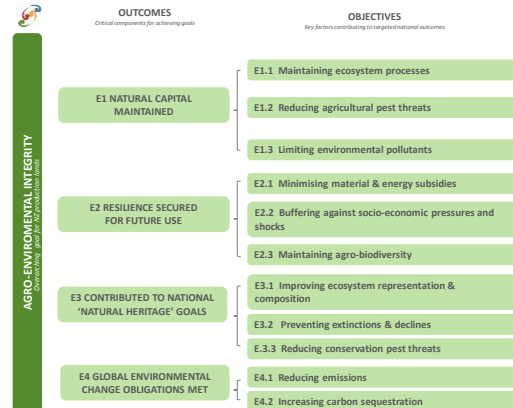 OUTCOMES
Critical components for achieving goals
OBJECTIVES
Key factors contributing to targeted national outcomes
AGRO-ENVIROMENTAL INTEGRITY
Overarching goal for NZ production lands
E1 NATURAL CAPITAL
MAINTAINED
E1.1 Maintaining ecosystem processes
E1.2 Reducing agricultural pest threats
E1.3 Limiting environmental pollutants
E2 RESILIENCE SECURED
FOR FUTURE USE
E2.1 Minimising material & energy subsidies
E2.2 Buffering against socio-economic pressures and
shocks
E2.3 Maintaining agro-biodiversity
E3 CONTRIBUTED TO NATIONAL
‘NATURAL HERITAGE’ GOALS
E3.1 Improving ecosystem representation &
composition
E3.2 Preventing extinctions & declines
E.3.3 Reducing conservation pest threats
E4 GLOBAL ENVIRONMENTAL
CHANGE OBLIGATIONS MET
E4.1 Reducing emissions
E4.2 Increasing carbon sequestration